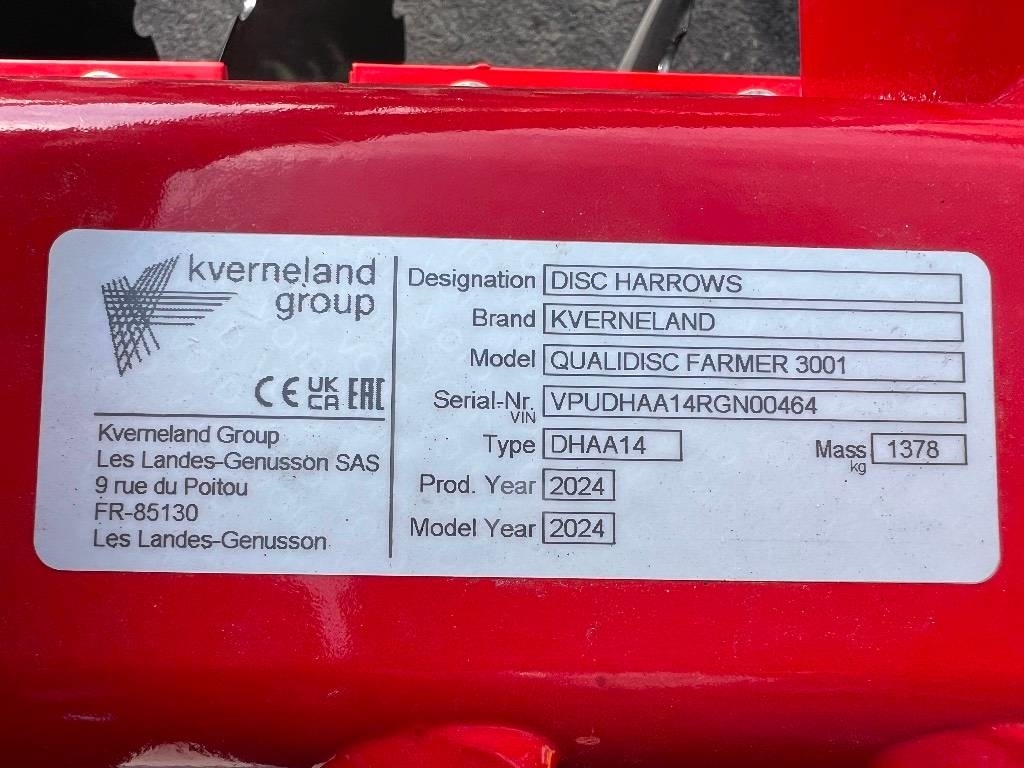 kverneland
group
CE UK CA EAC
Kverneland Group
Les Landes-Genusson SAS
9 rue du Poitou
FR-85130
Les Landes-Genusson
Designation DISC HARROWS
Brand KVERNELAND
Model QUALIDISC FARMER 3001
Serial-Nr. VIN VPUDHAA14RGN00464
Type DHAA14 Mass kg 1378
Prod. Year 2024
Model Year 2024